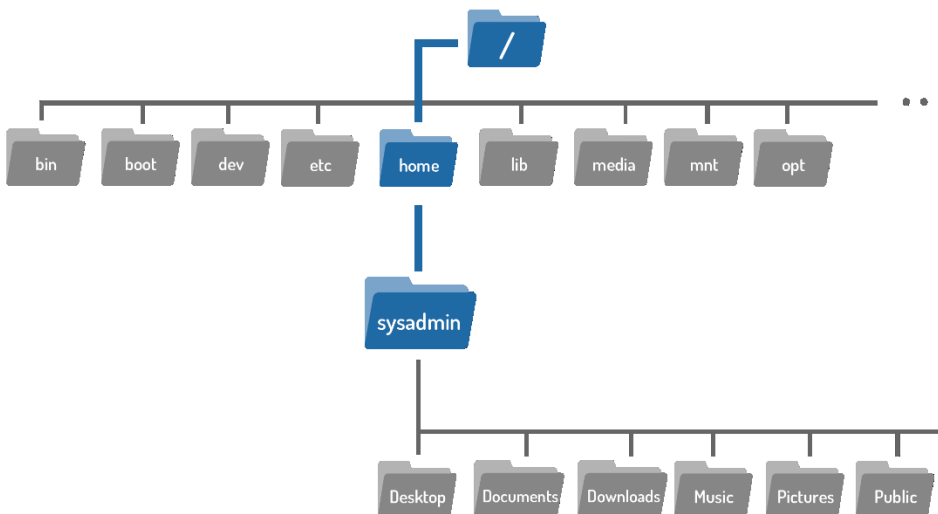 /
bin boot dev etc home lib media mnt opt
sysadmin
Desktop Documents Downloads Music Pictures Public